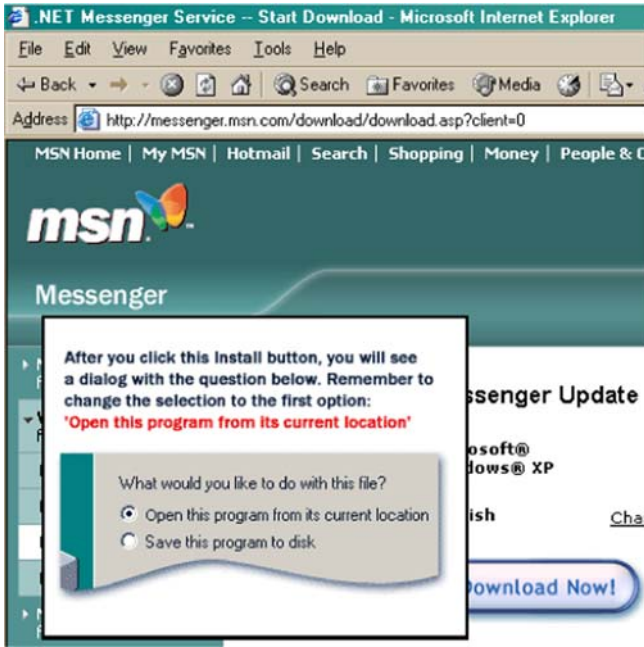 .NET Messenger Service -- Start Download - Microsoft Internet Explorer
File Edit View Favorites Tools Help
Back Search Favorites Media
Address http://messenger.msn.com/download/download.asp?client=0
MSN Home | My MSN | Hotmail | Search | Shopping | Money | People &
msn
Messenger
After you click this Install button, you will see
a dialog with the question below. Remember to
change the selection to the first option:
'Open this program from its current location'
What would you like to do with this file?
Open this program from its current location
Save this program to disk
ssenger Update
osoft®
dows® XP
ish Cha
ownload Now!